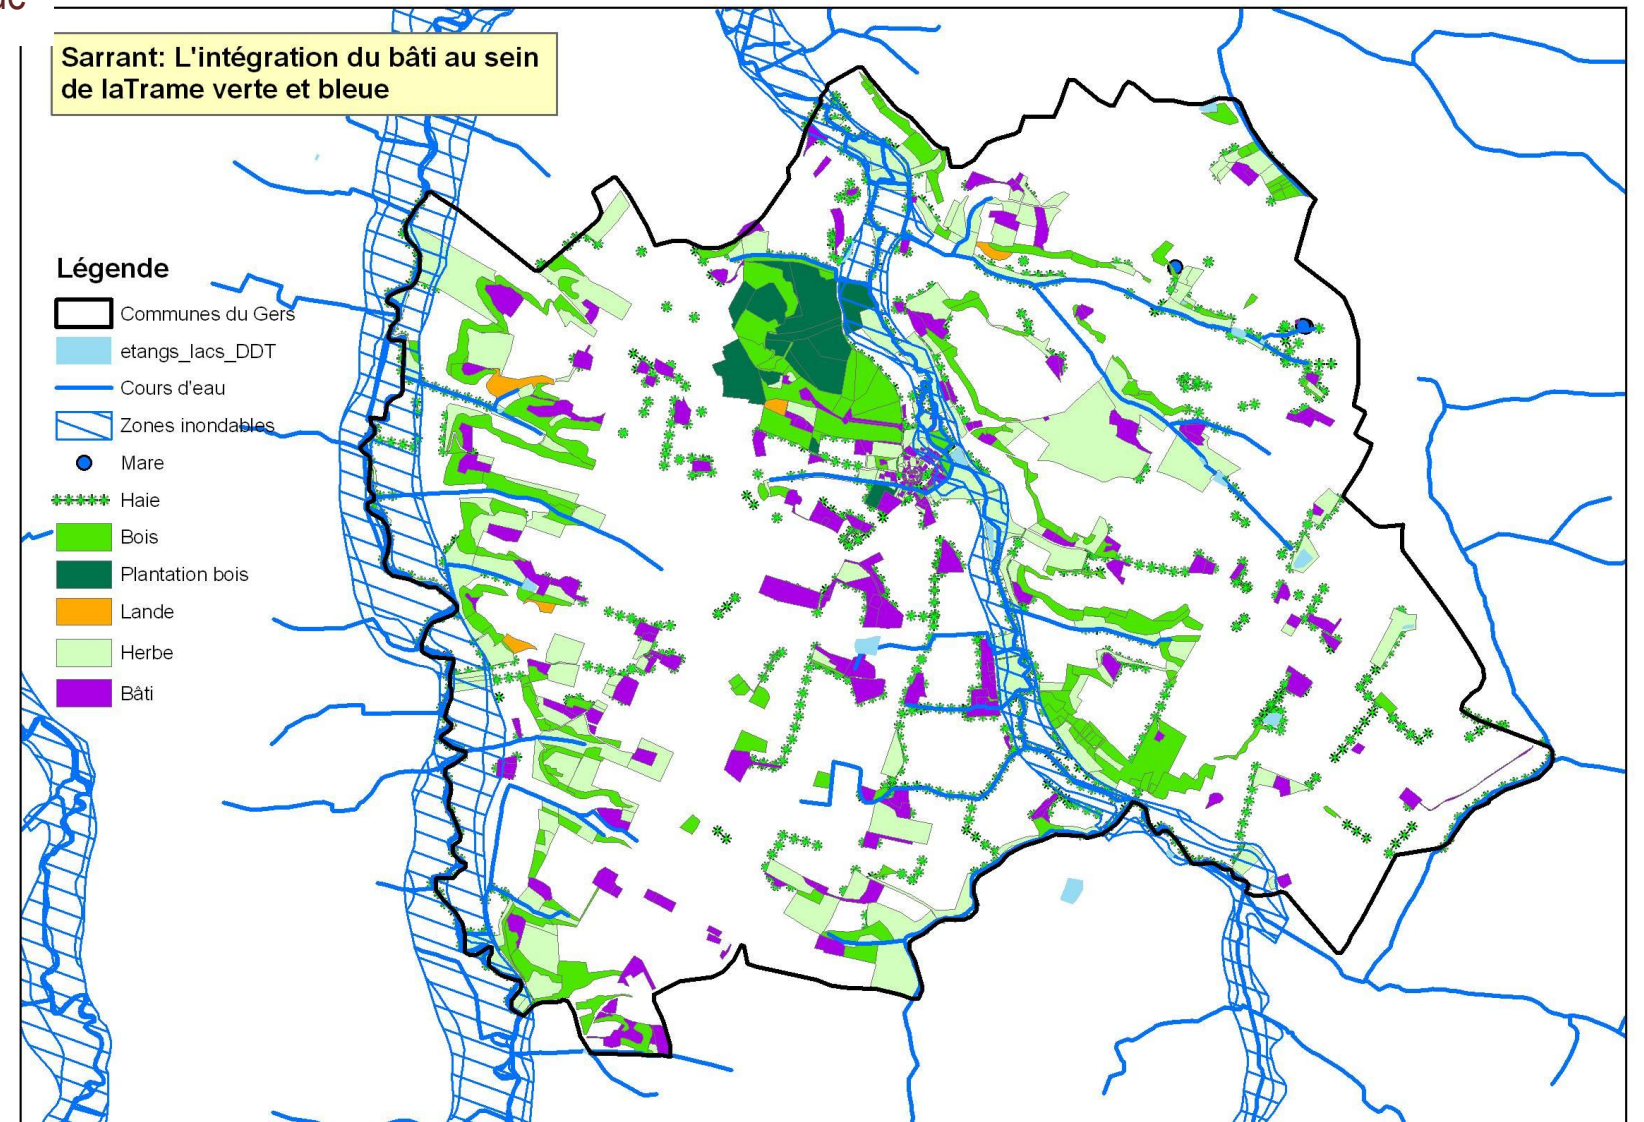 Sarrant: L'intégration du bâti au sein
de laTrame verte et bleue
Légende
Communes du Gers
etangs_lacs_DDT
Cours d'eau
Zones inondables
Mare
Haie
Bois
Plantation bois
Lande
Herbe
Bâti